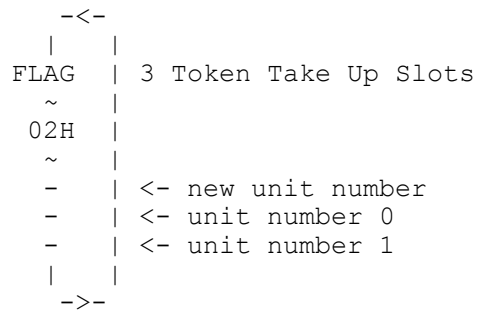 -<-
 |     |
FLAG  | 3 Token Take Up Slots
  ~    |
 02H  |
  ~    |
  -    | <- new unit number
  -    | <- unit number 0
  -    | <- unit number 1
 |     |
   ->-